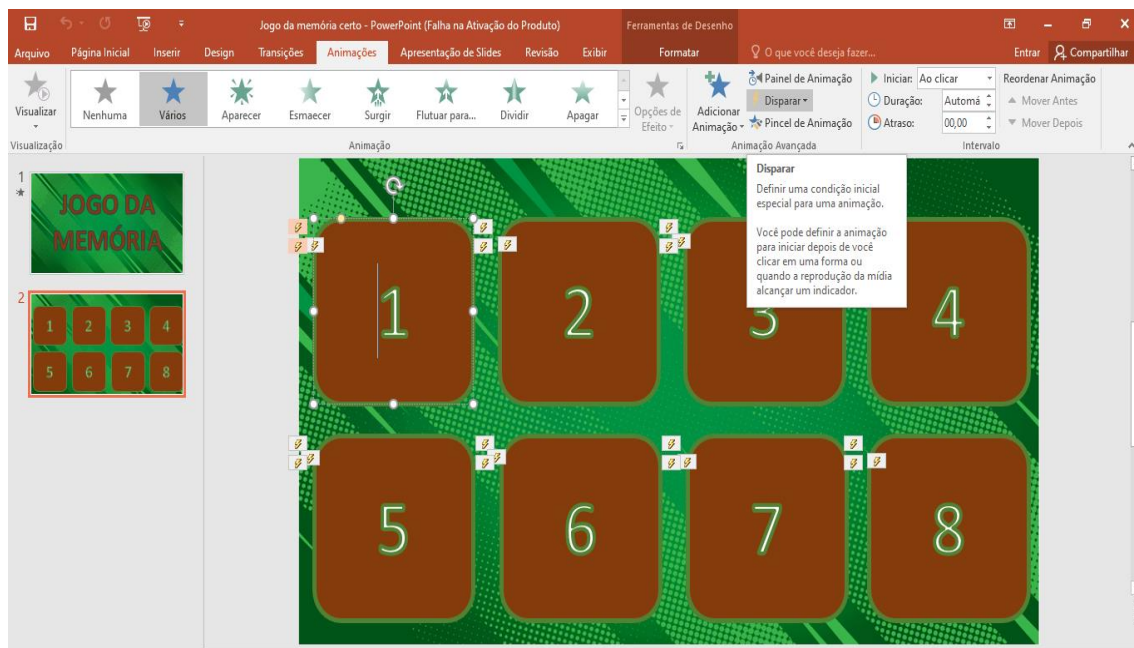 Jogo da memória certo - PowerPoint (Falha na Ativação do Produto)
Ferramentas de Desenho
Arquivo Página Inicial Inserir Design Transições Animações Apresentação de Slides Revisão Exibir Formatar O que você deseja fazer... Entrar Compartilhar
Visualizar
Nenhuma Vários Aparecer Esmaecer Surgir Flutuar para... Dividir Apagar
Opções de
Efeito
Adicionar
Animação
Painel de Animação
Disparar
Pincel de Animação
Iniciar: Ao clicar
Duração: Automá
Atraso: 00,00
Reordenar Animação
Mover Antes
Mover Depois
Visualização Animação Animação Avançada Intervalo
Disparar
Definir uma condição inicial
especial para uma animação.
Você pode definir a animação
para iniciar depois de você
clicar em uma forma ou
quando a reprodução da mídia
alcançar um indicador.
1
JOGO DA
MEMÓRIA
2
1 2 3 4
5 6 7 8
1 2 3 4
5 6 7 8